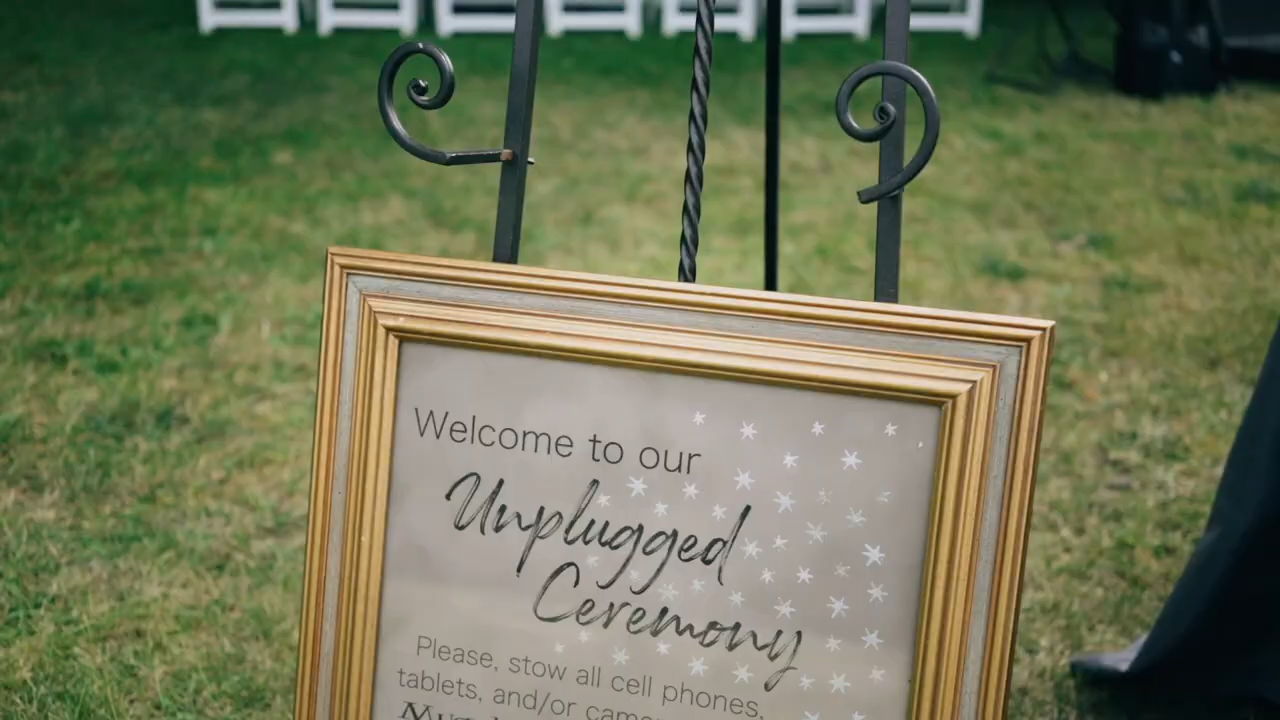 Welcome to our
Unplugged
Ceremony
Please, stow all cell phones,
tablets, and/or